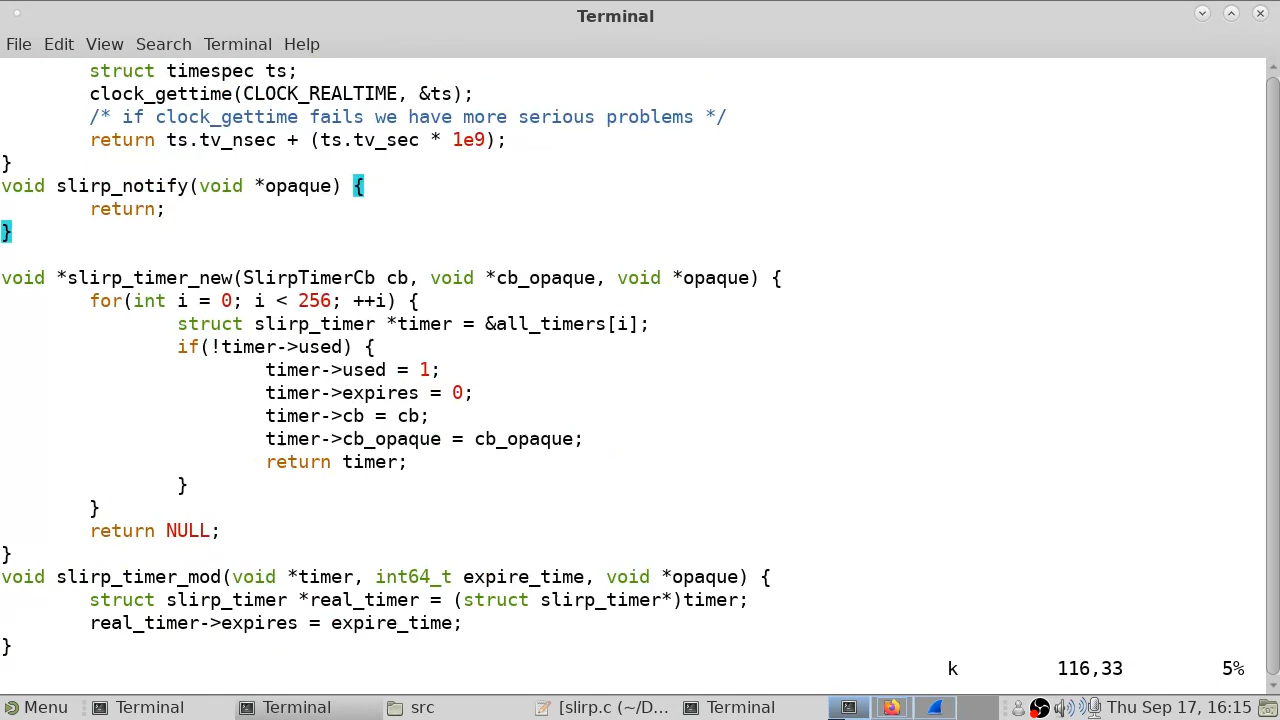 Terminal
File Edit View Search Terminal Help
        struct timespec ts;
        clock_gettime(CLOCK_REALTIME, &ts);
        /* if clock_gettime fails we have more serious problems */
        return ts.tv_nsec + (ts.tv_sec * 1e9);
}
void slirp_notify(void *opaque) {
        return;
}

void *slirp_timer_new(SlirpTimerCb cb, void *cb_opaque, void *opaque) {
        for(int i = 0; i < 256; ++i) {
                struct slirp_timer *timer = &all_timers[i];
                if(!timer->used) {
                        timer->used = 1;
                        timer->expires = 0;
                        timer->cb = cb;
                        timer->cb_opaque = cb_opaque;
                        return timer;
                }
        }
        return NULL;
}
void slirp_timer_mod(void *timer, int64_t expire_time, void *opaque) {
        struct slirp_timer *real_timer = (struct slirp_timer*)timer;
        real_timer->expires = expire_time;
}
k 116,33 5%
Menu Terminal Terminal src [slirp.c (~/D... Terminal Thu Sep 17, 16:15